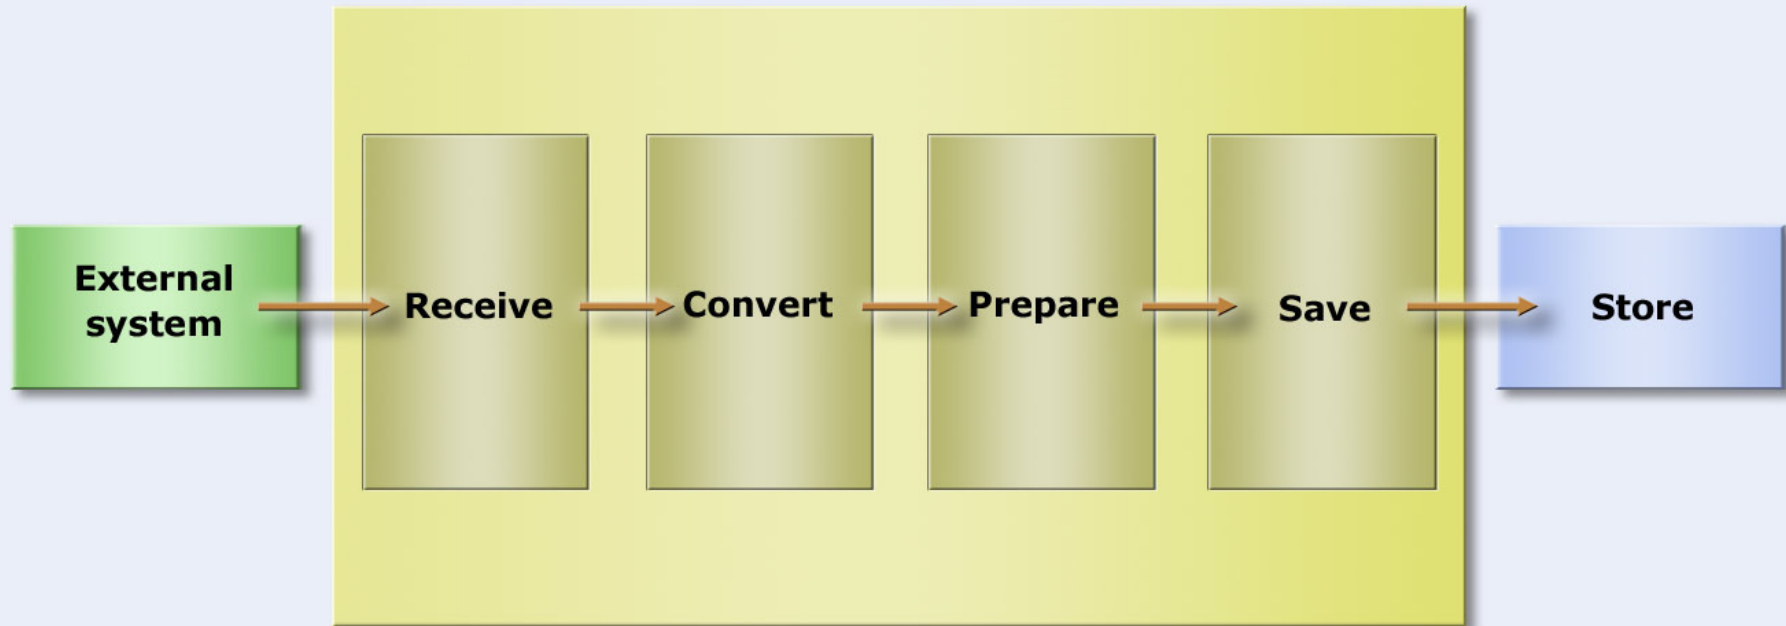 External
system
Receive
Convert
Prepare
Save
Store